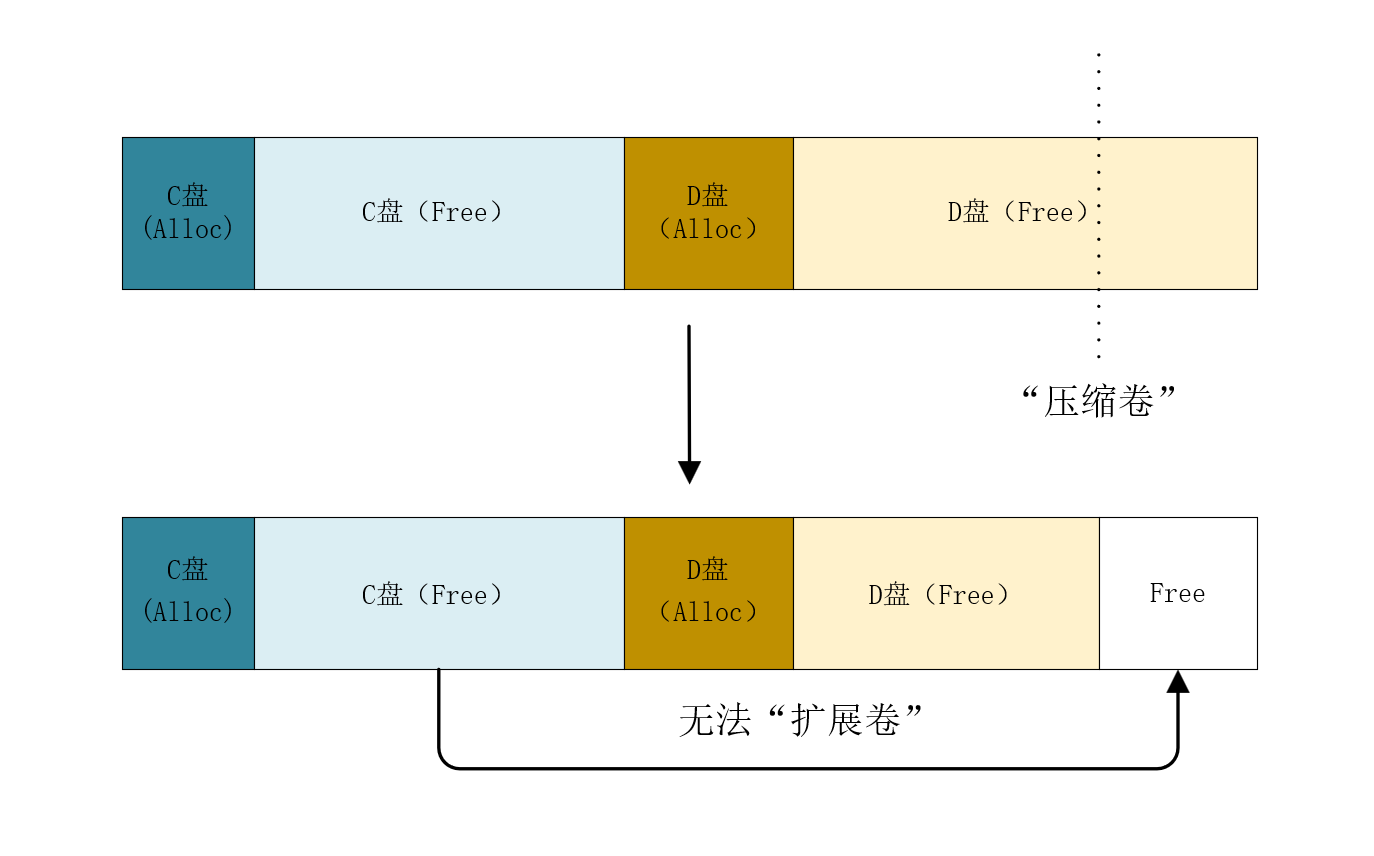 C盘
(Alloc)
C盘（Free）
D盘
（Alloc）
D盘（Free）
“压缩卷”
C盘
(Alloc)
C盘（Free）
D盘
（Alloc）
D盘（Free）
Free
无法“扩展卷”